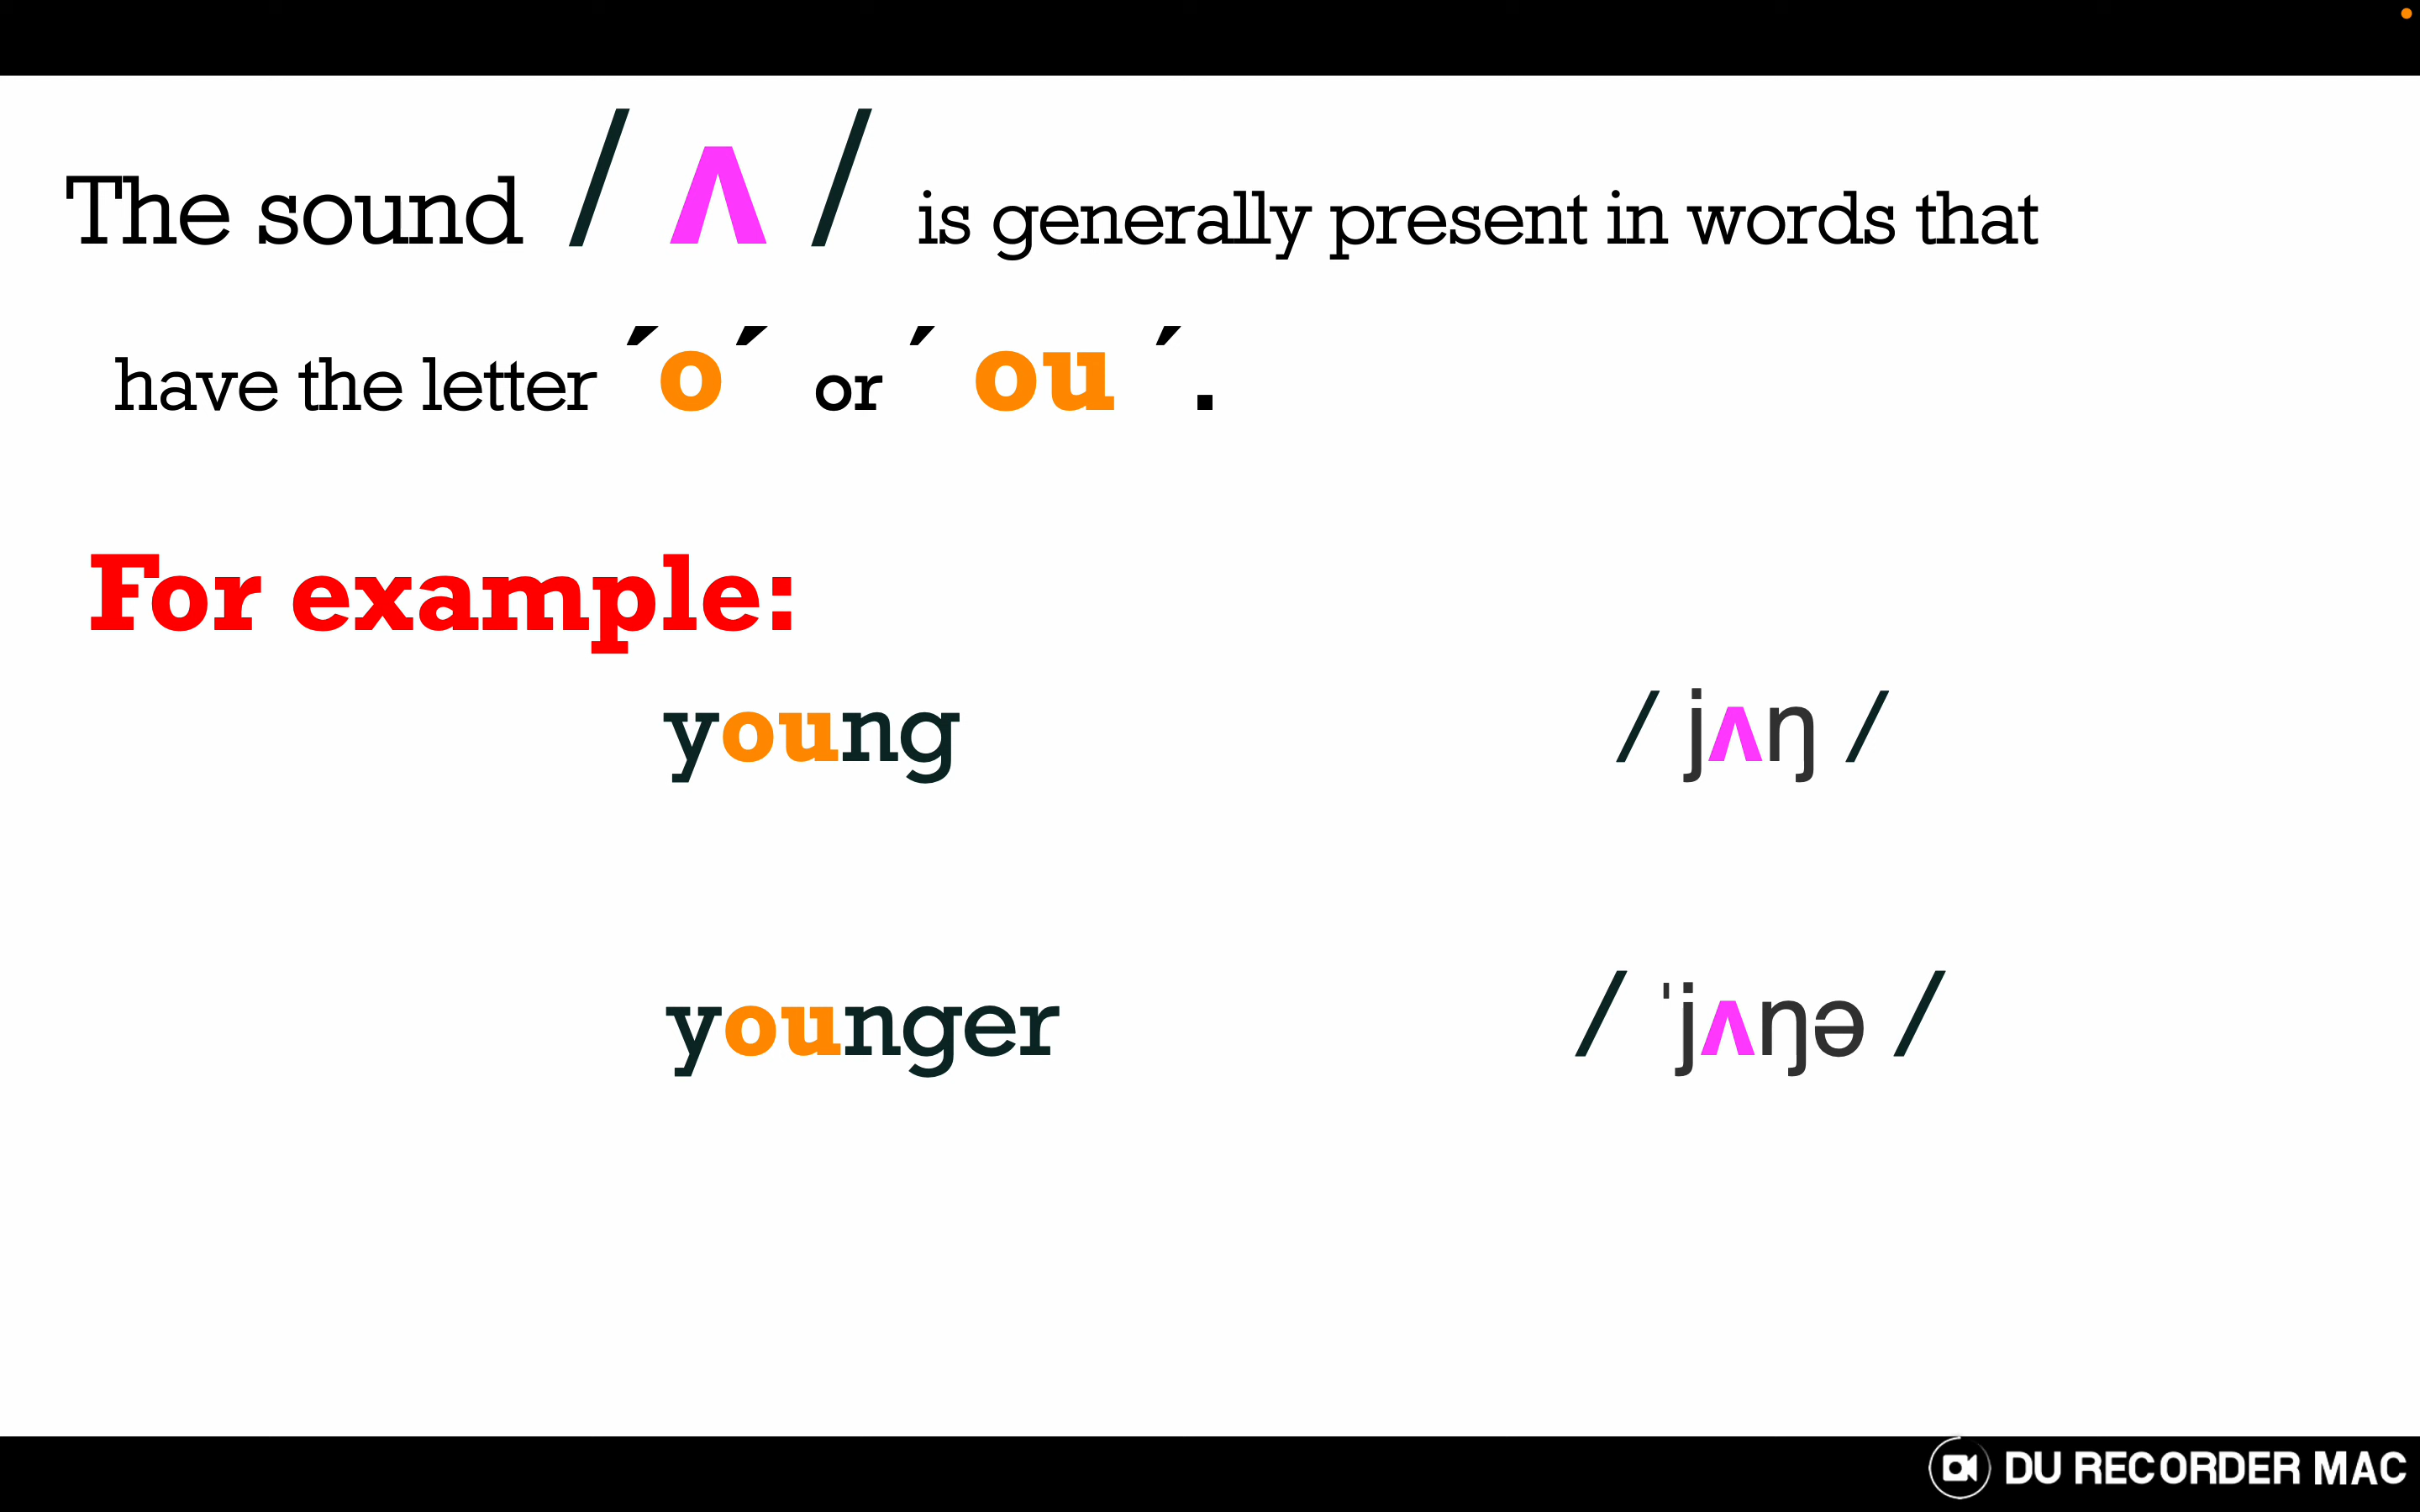 The sound / ʌ / is generally present in words that
have the letter ´o´ or ´ ou ´.
For example:
young / jʌŋ /
younger / ˈjʌŋə /
DU RECORDER MAC